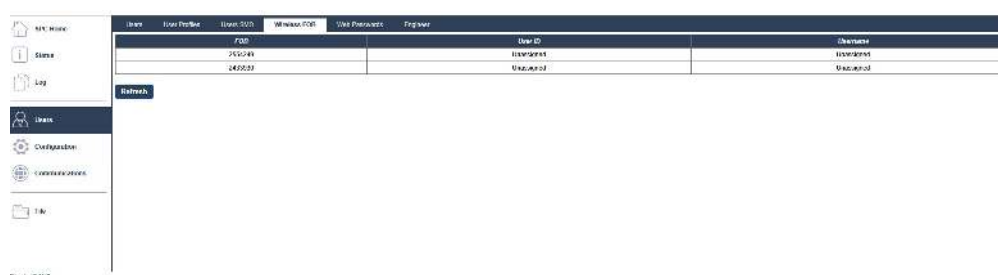 SPC Home
Status
Log
Users
Configuration
Communications
File
Users User Profiles Users SMS Wireless FOB Web Passwords Engineer
FOB User ID Username
Unassigned Unassigned
Unassigned Unassigned
Refresh